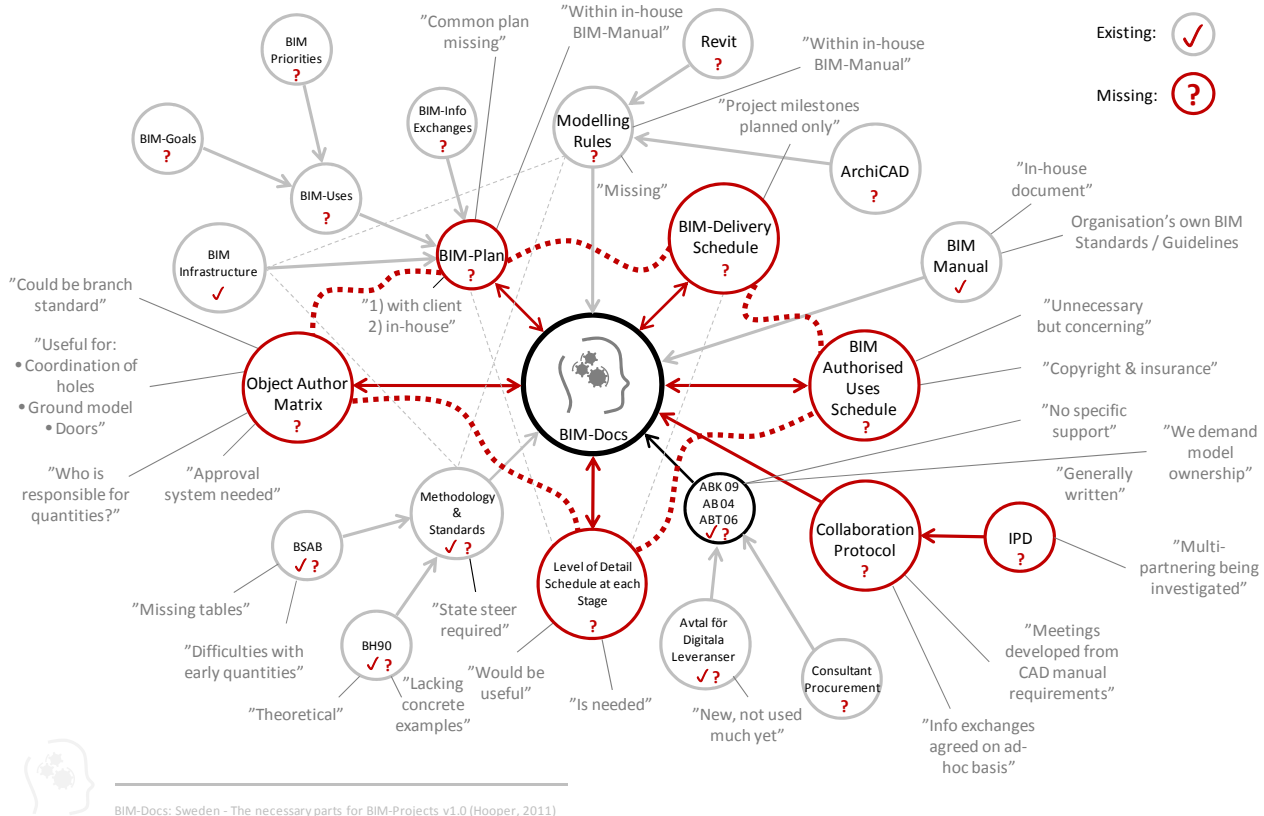 ”Common plan
missing”
”Within in-house
BIM-Manual”
Revit
?
”Within in-house
BIM-Manual”
Existing: ✓
Missing: ?
BIM
Priorities
?
BIM-Goals
?
BIM-Uses
?
BIM-Info
Exchanges
?
Modelling
Rules
?
”Missing”
”Project milestones
planned only”
ArchiCAD
?
”In-house
document”
Organisation’s own BIM
Standards / Guidelines
BIM
Manual
✓
BIM
Infrastructure
✓
BIM-Plan
?
”1) with client
2) in-house”
BIM-Delivery
Schedule
?
”Could be branch
standard”
”Useful for:
• Coordination of
holes
• Ground model
• Doors”
”Who is
responsible for
quantities?”
”Approval
system needed”
Object Author
Matrix
?
BIM-Docs
BIM
Authorised
Uses
Schedule
?
”Unnecessary
but concerning”
”Copyright & insurance”
”No specific
support”
”We demand
model
ownership”
”Generally
written”
Methodology
&
Standards
✓ ?
BSAB
✓ ?
”Missing tables”
”Difficulties with
early quantities”
BH90
✓ ?
”Theoretical”
”Lacking
concrete
examples”
”State steer
required”
Level of Detail
Schedule at each
Stage
?
”Would be
useful”
”Is needed”
ABK 09
AB 04
ABT 06
✓ ?
Avtal för
Digitala
Leveranser
✓ ?
”New, not used
much yet”
Consultant
Procurement
?
Collaboration
Protocol
?
IPD
?
”Multi-
partnering being
investigated”
”Meetings
developed from
CAD manual
requirements”
”Info exchanges
agreed on ad-
hoc basis”
BIM-Docs: Sweden - The necessary parts for BIM-Projects v1.0 (Hooper, 2011)